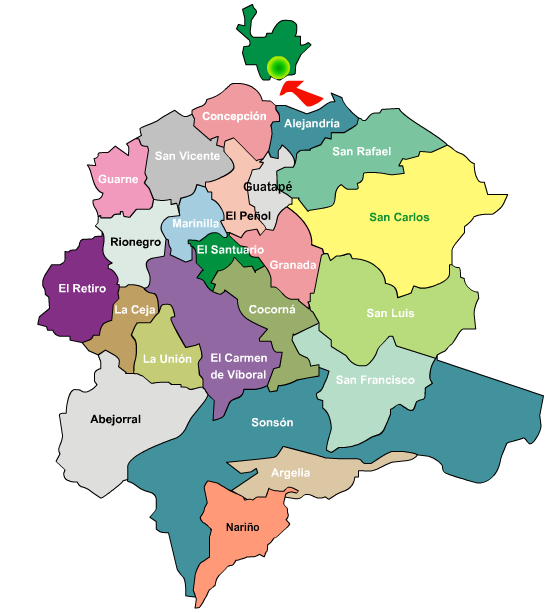 Concepción
Alejandría
San Vicente
San Rafael
Guarne
Guatapé
El Peñol
San Carlos
Marinilla
Rionegro
El Santuario
Granada
El Retiro
La Ceja
Cocorná
San Luis
La Unión
El Carmen
de Víboral
San Francisco
Abejorral
Sonsón
Argelia
Nariño